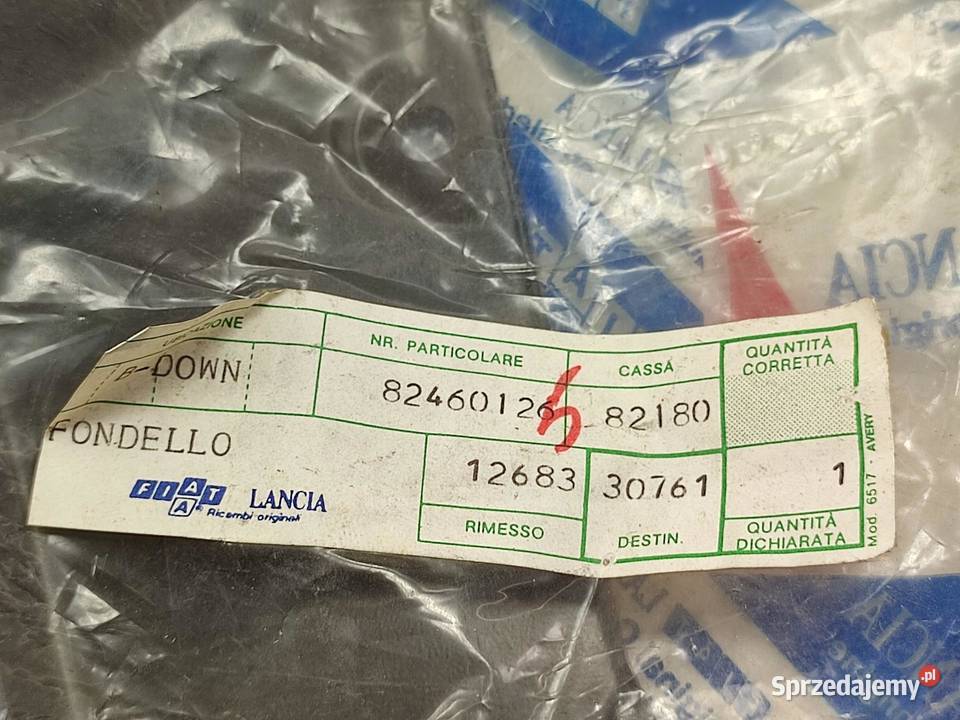 NR. PARTICOLARE
CASSA
QUANTITÀ
CORRETTA
B-DOWN
82460126
82180
FONDELLO
12683
30761
1
FIAT
LANCIA
Ricambi originali
RIMESSO
DESTIN.
QUANTITÀ
DICHIARATA
Mod. 6517 - AVERY
LANCIA
Sprzedajemy.pl